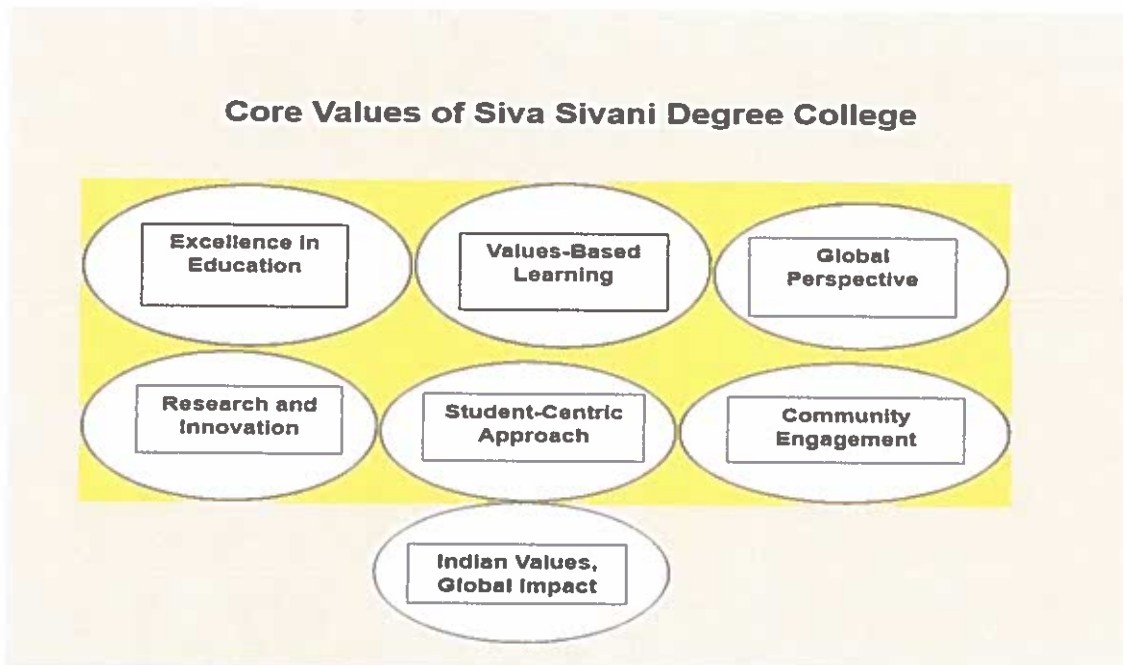 Core Values of Siva Sivani Degree College
Excellence in
Education
Values-Based
Learning
Global
Perspective
Research and
Innovation
Student-Centric
Approach
Community
Engagement
Indian Values,
Global Impact